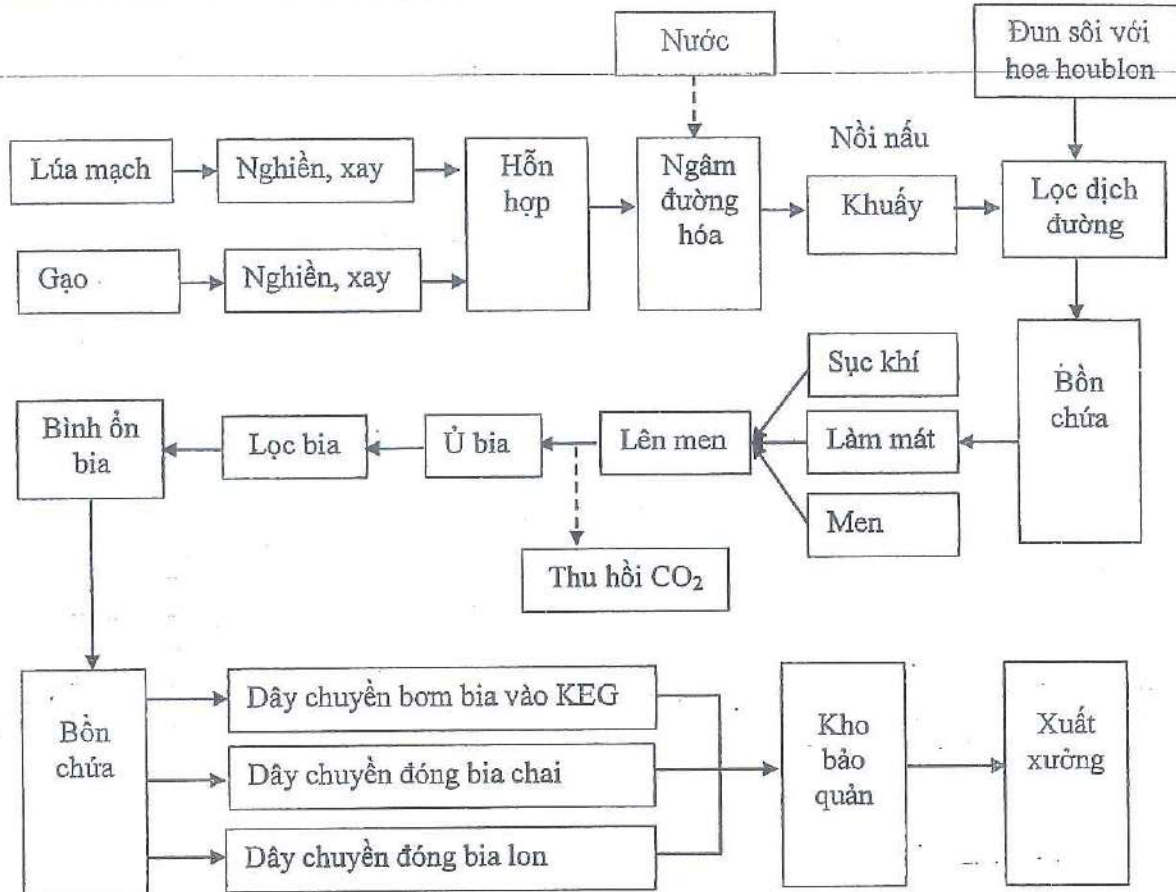 Nước
Đun sôi với
hoa houblon
Nồi nấu
Lúa mạch
Nghiền, xay
Hỗn
hợp
Ngâm
đường
hóa
Khuấy
Lọc dịch
đường
Gạo
Nghiền, xay
Sục khí
Bồn
chứa
Bình ổn
bia
Lọc bia
Ủ bia
Lên men
Làm mát
Men
Thu hồi CO₂
Bồn
chứa
Dây chuyền bơm bia vào KEG
Dây chuyền đóng bia chai
Dây chuyền đóng bia lon
Kho
bảo
quản
Xuất
xưởng